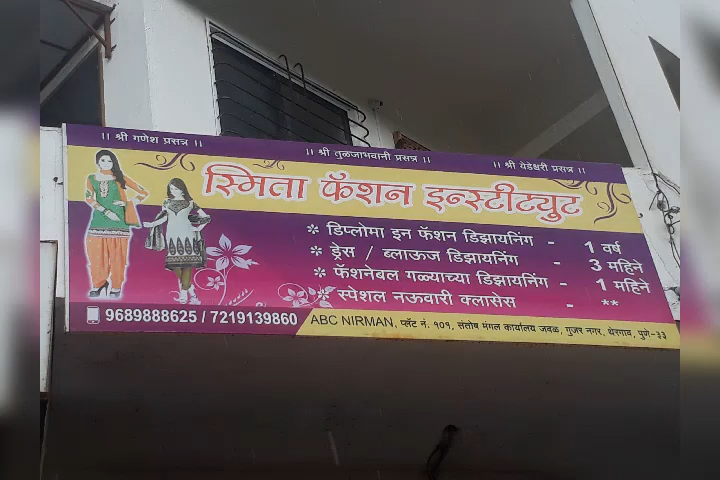 ।। श्री गणेश प्रसन्न ।। ।। श्री तुळजाभवानी प्रसन्न ।। ।। श्री येडेश्वरी प्रसन्न ।।
स्मिता फॅशन इन्स्टीट्युट
* डिप्लोमा इन फॅशन डिझायनिंग - 1 वर्ष
* ड्रेस / ब्लाऊज डिझायनिंग - 3 महिने
* फॅशनेबल गळ्याच्या डिझायनिंग - 1 महिने
* स्पेशल नऊवारी क्लासेस - **
9689888625 / 7219139860
ABC NIRMAN, प्लॅट नं. १०१, संतोष मंगल कार्यालय जवळ, गुजर नगर, थेरगाव, पुणे-३३